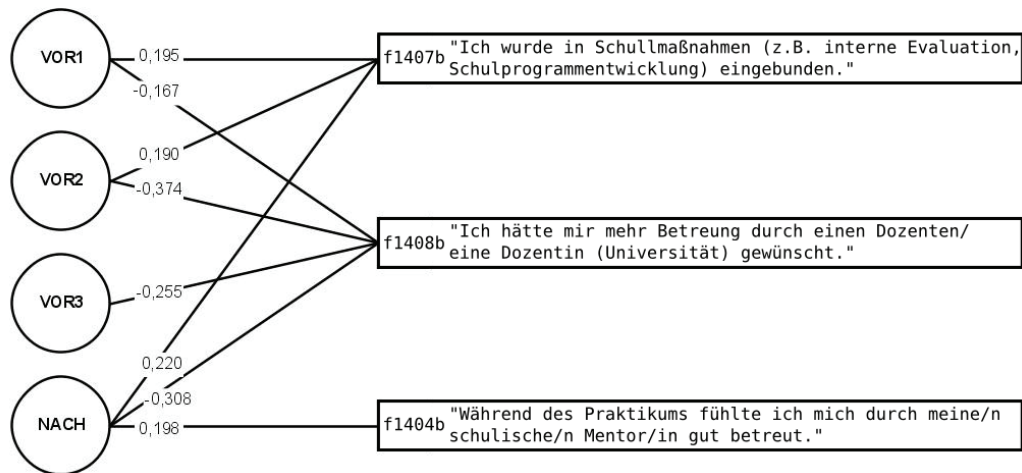 VOR1
0,195
-0,167
f1407b
"Ich wurde in Schullmaßnahmen (z.B. interne Evaluation,
Schulprogrammentwicklung) eingebunden."
VOR2
0,190
-0,374
f1408b
"Ich hätte mir mehr Betreung durch einen Dozenten/
eine Dozentin (Universität) gewünscht."
VOR3
-0,255
NACH
0,220
-0,308
0,198
f1404b
"Während des Praktikums fühlte ich mich durch meine/n
schulische/n Mentor/in gut betreut."